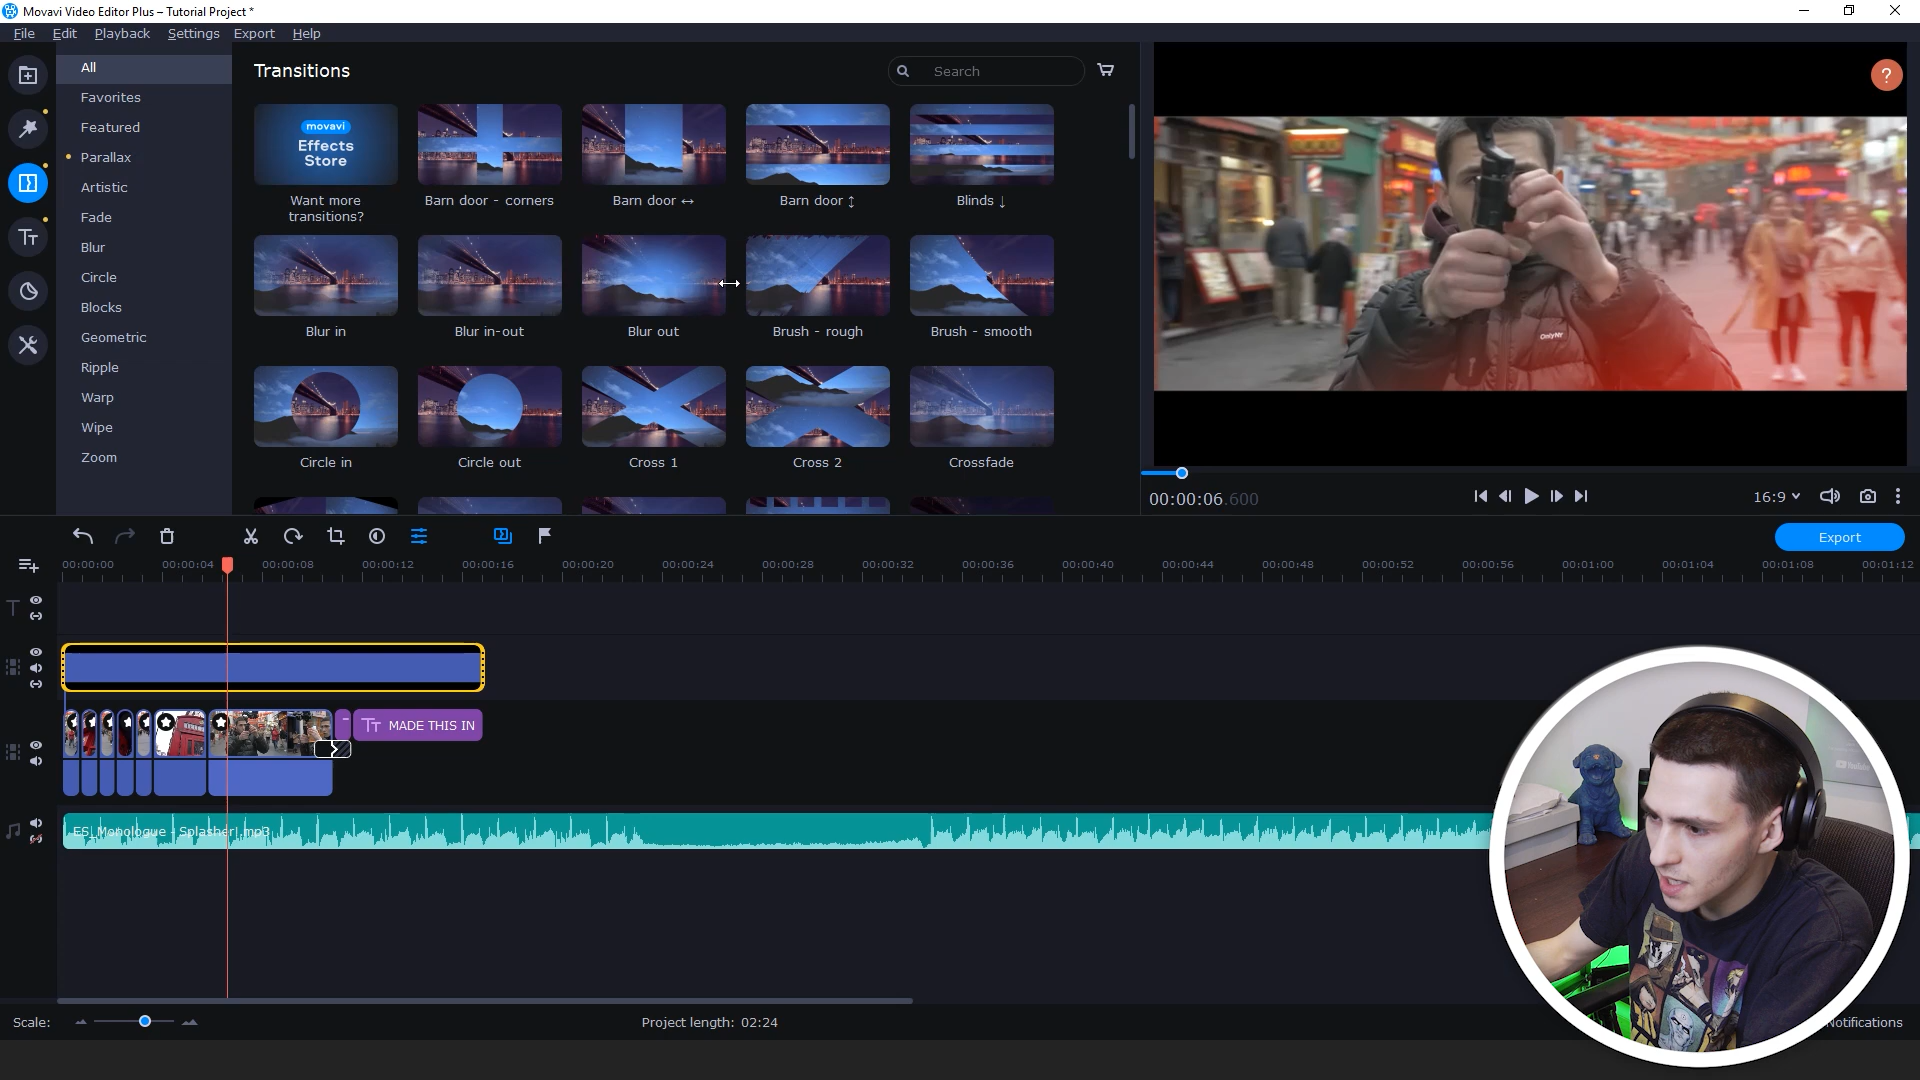 Movavi Video Editor Plus – Tutorial Project *
File Edit Playback Settings Export Help
All
Favorites
Featured
Parallax
Artistic
Fade
Blur
Circle
Blocks
Geometric
Ripple
Warp
Wipe
Zoom
Transitions
Search
movavi
Effects
Store
Want more
transitions?
Barn door - corners
Barn door ↔
Barn door ↕
Blinds ↓
Blur in
Blur in-out
Blur out
Brush - rough
Brush - smooth
Circle in
Circle out
Cross 1
Cross 2
Crossfade
?
OnlyNY
00:00:06.600
16:9
Export
00:00:00 00:00:04 00:00:08 00:00:12 00:00:16 00:00:20 00:00:24 00:00:28 00:00:32 00:00:36 00:00:40 00:00:44 00:00:48 00:00:52 00:00:56 00:01:00 00:01:04 00:01:08 00:01:12
T
Tт MADE THIS IN
ES_Monologue - Splasher!.mp3
Scale:
Project length: 02:24
Notifications